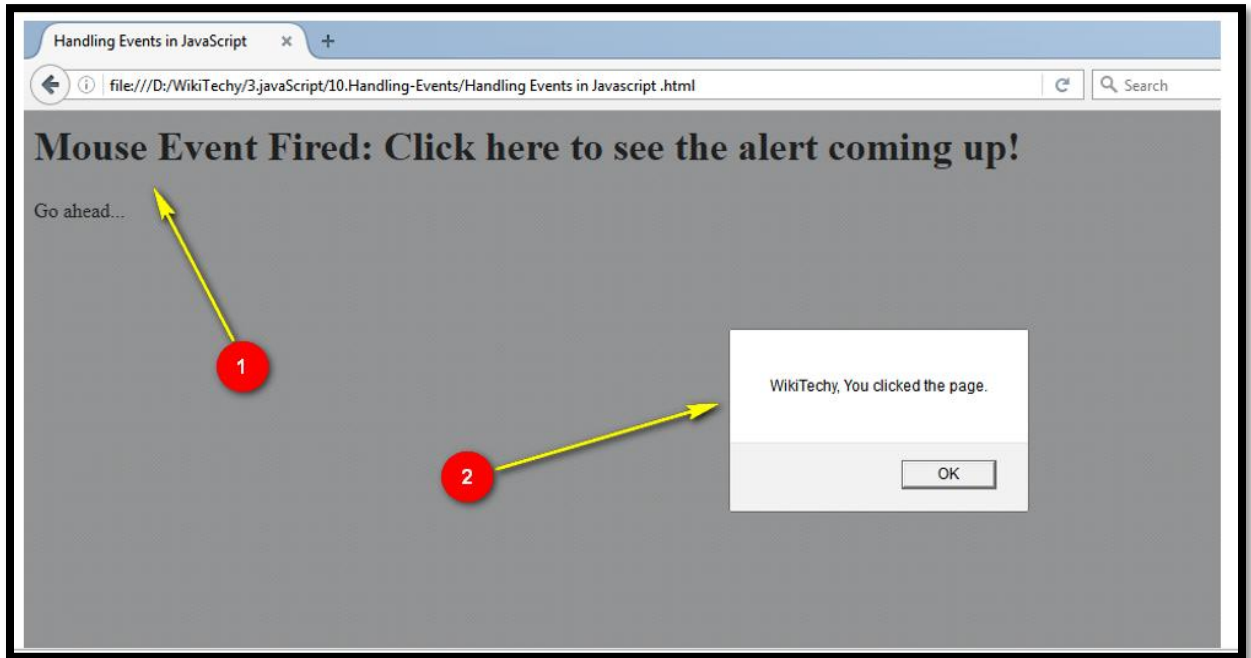 Handling Events in JavaScript × +
file:///D:/WikiTechy/3.javaScript/10.Handling-Events/Handling Events in Javascript .html
Search
Mouse Event Fired: Click here to see the alert coming up!
Go ahead...
1
WikiTechy, You clicked the page.
2
OK